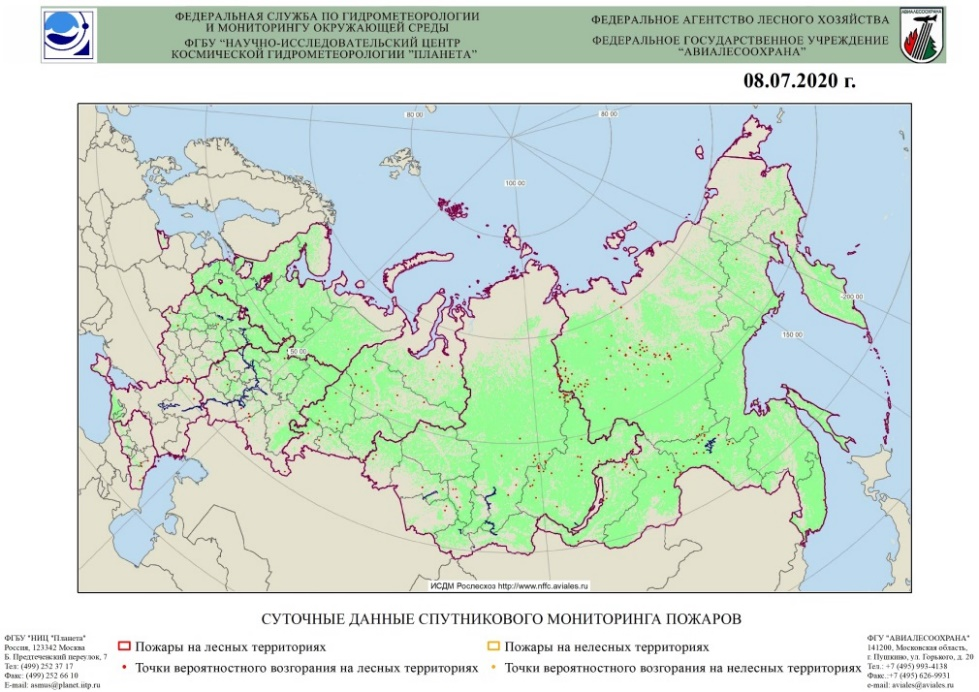 ФЕДЕРАЛЬНАЯ СЛУЖБА ПО ГИДРОМЕТЕОРОЛОГИИ
И МОНИТОРИНГУ ОКРУЖАЮЩЕЙ СРЕДЫ
ФГБУ "НАУЧНО-ИССЛЕДОВАТЕЛЬСКИЙ ЦЕНТР
КОСМИЧЕСКОЙ ГИДРОМЕТЕОРОЛОГИИ "ПЛАНЕТА"
ФЕДЕРАЛЬНОЕ АГЕНТСТВО ЛЕСНОГО ХОЗЯЙСТВА
ФЕДЕРАЛЬНОЕ ГОСУДАРСТВЕННОЕ УЧРЕЖДЕНИЕ
"АВИАЛЕСООХРАНА"
АВИАЛЕСООХРАНА
08.07.2020 г.
80 00
80 00
100 00
200 00
150 00
50 00
ИСДМ Рослесхоз http://www.nffc.aviales.ru
СУТОЧНЫЕ ДАННЫЕ СПУТНИКОВОГО МОНИТОРИНГА ПОЖАРОВ
ФГБУ "НИЦ "Планета"
Россия, 123342 Москва
Б. Предтеченский переулок, 7
Тел: (499) 252 37 17
Факс: (499) 252 66 10
e-mail: asmus@planet.iitp.ru
Пожары на лесных территориях
Точки вероятностного возгорания на лесных территориях
Пожары на нелесных территориях
Точки вероятностного возгорания на нелесных территориях
ФГУ "АВИАЛЕСООХРАНА"
141200, Московская область,
г. Пушкино, ул. Горького, д. 20
Тел.: +7 (495) 993-4138
Факс.:+7 (495) 626-9931
e-mail: aviales@aviales.ru